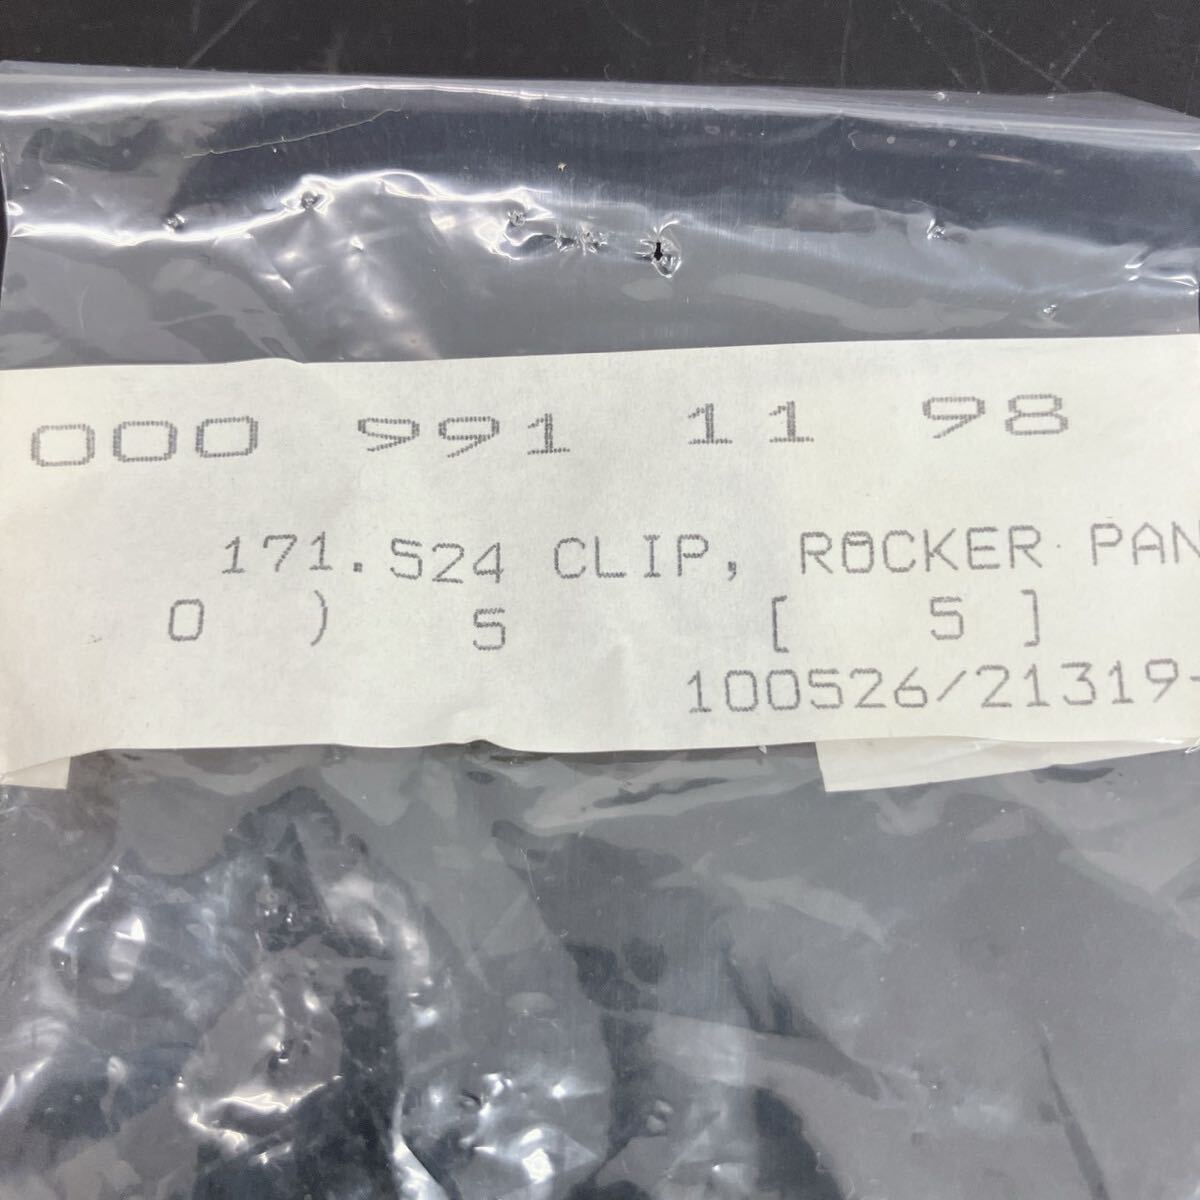 000 991 11 98
171.524 CLIP, ROCKER PAN
0 ) 5 [ 5 ]
100526/21319-